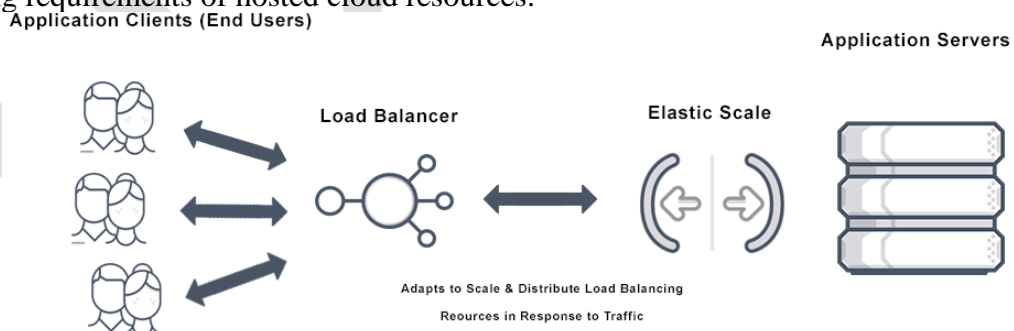 g requirements of hosted cloud resources.
Application Clients (End Users)
Application Servers
Load Balancer
Elastic Scale
Adapts to Scale & Distribute Load Balancing
Reources in Response to Traffic